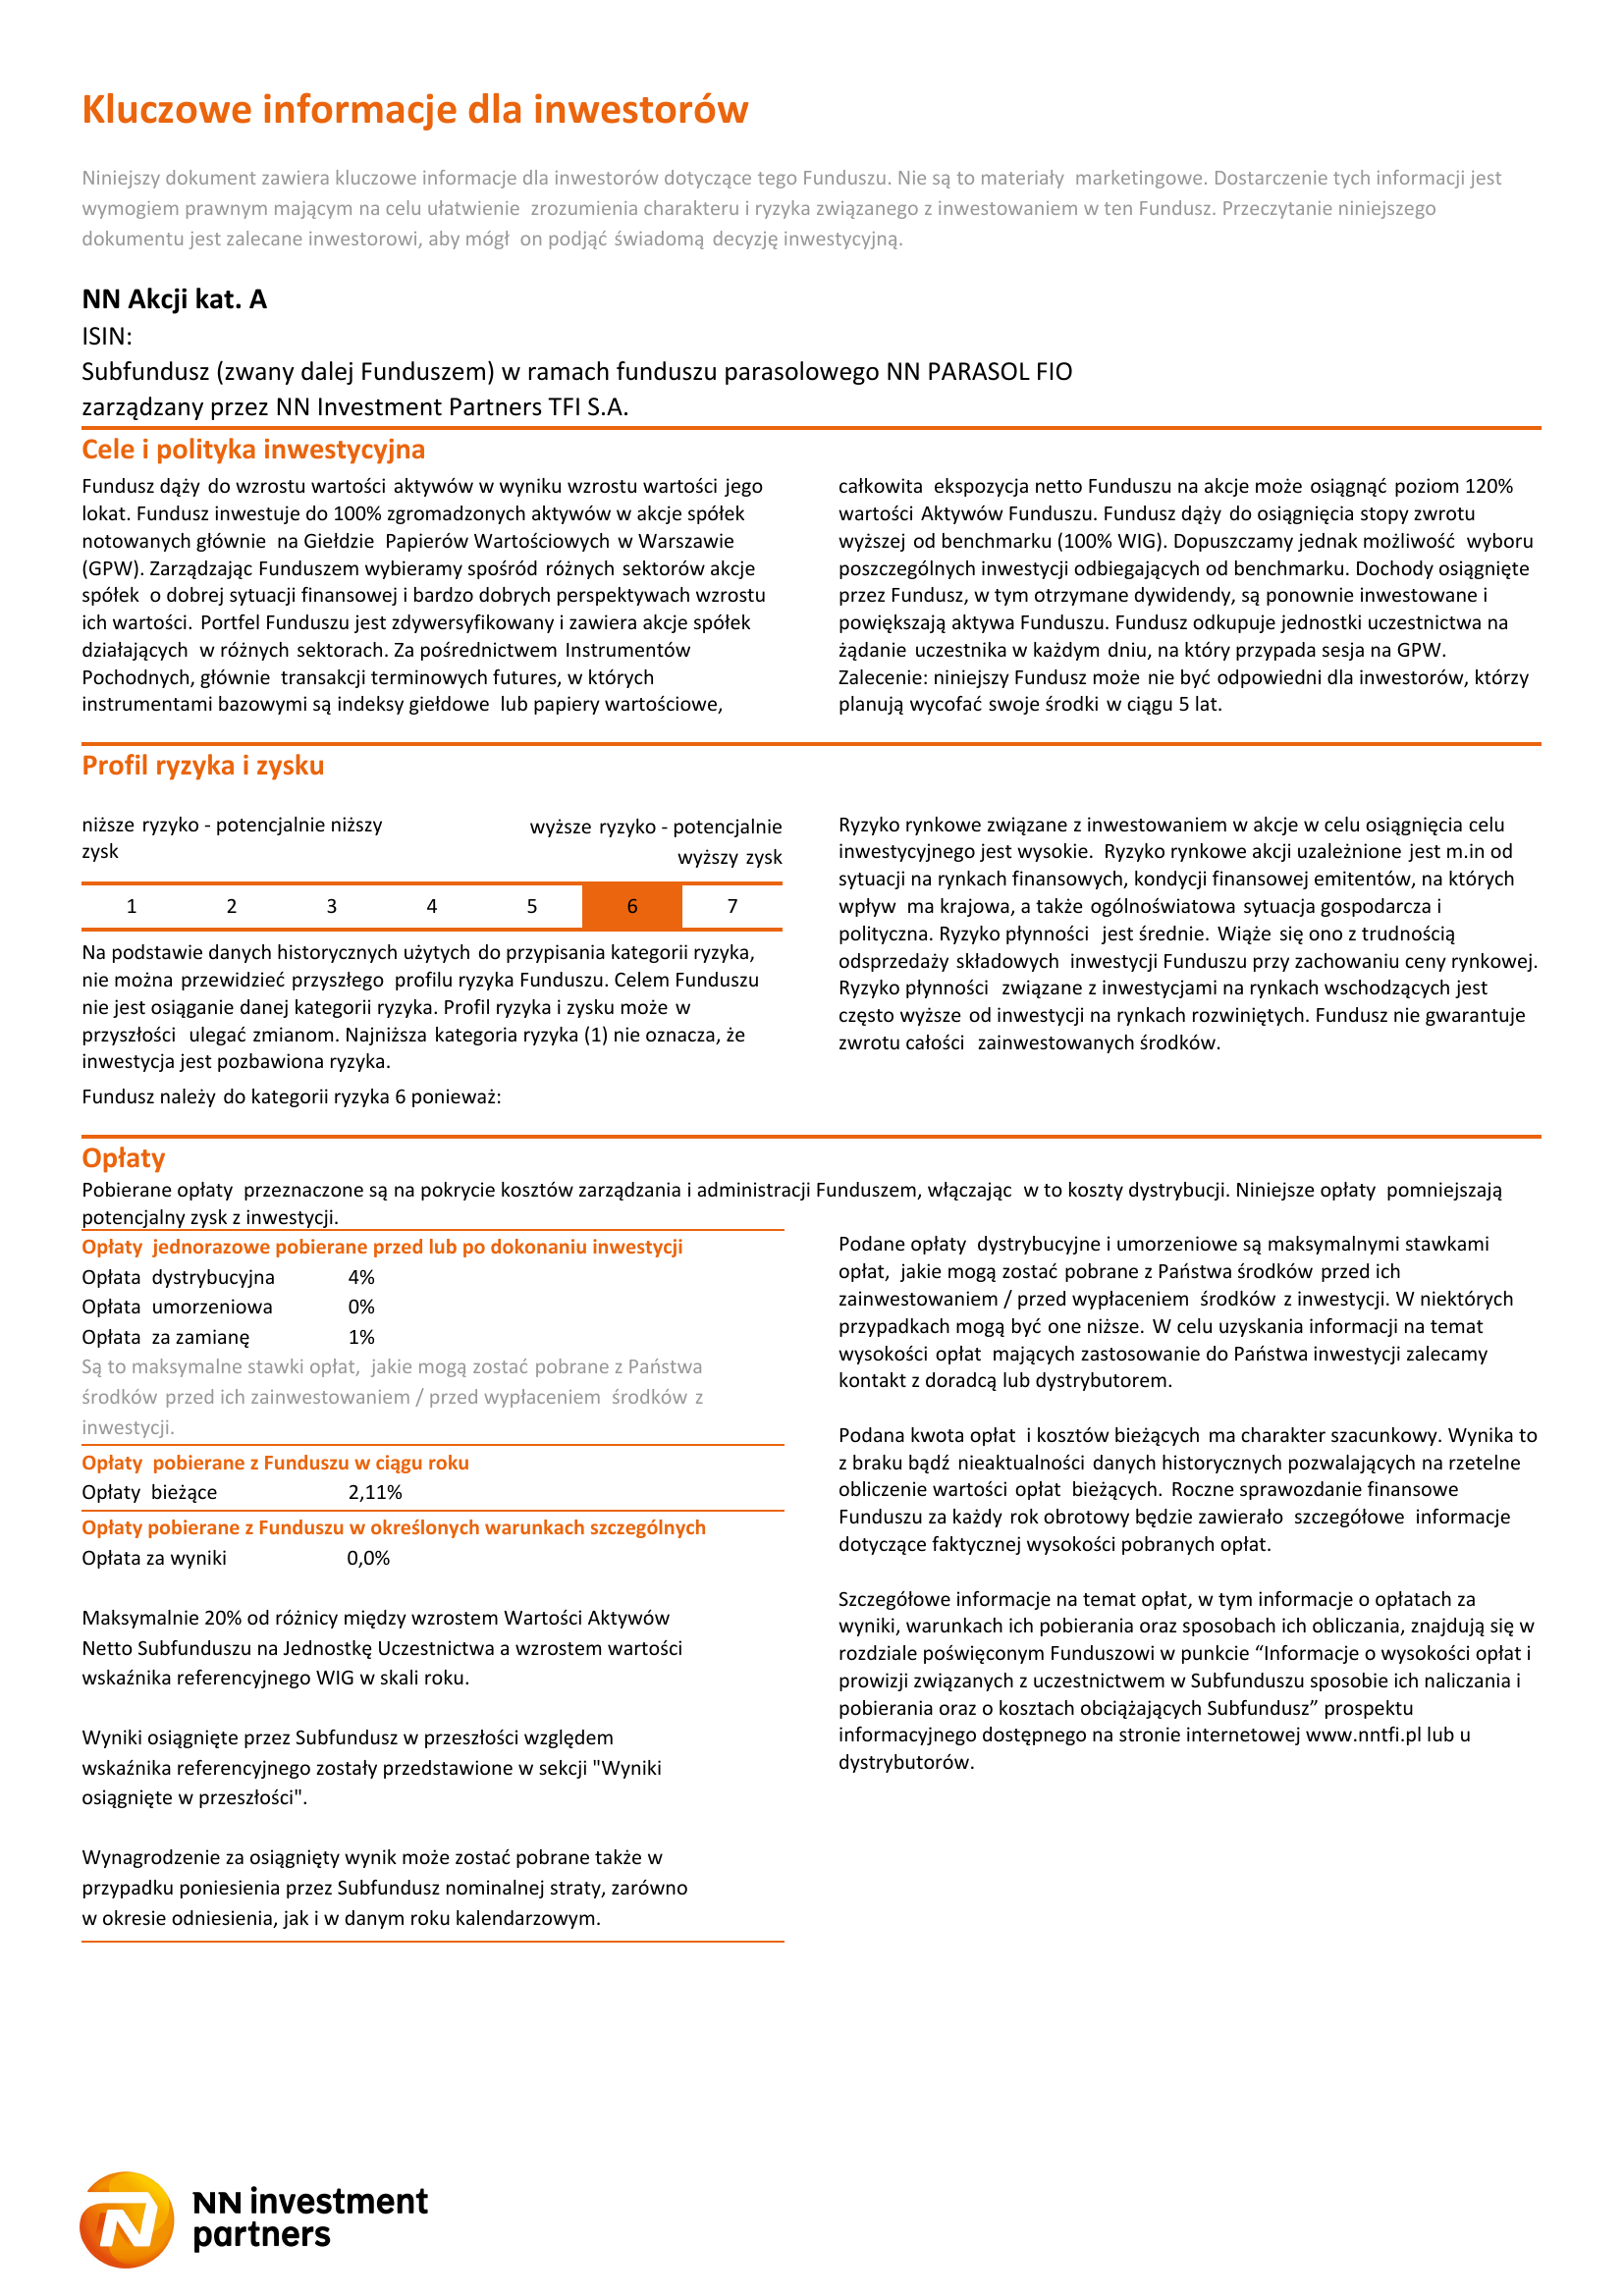 Kluczowe informacje dla inwestorów
Niniejszy dokument zawiera kluczowe informacje dla inwestorów dotyczące tego Funduszu. Nie są to materiały marketingowe. Dostarczenie tych informacji jest
wymogiem prawnym mającym na celu ułatwienie zrozumienia charakteru i ryzyka związanego z inwestowaniem w ten Fundusz. Przeczytanie niniejszego
dokumentu jest zalecane inwestorowi, aby mógł on podjąć świadomą decyzję inwestycyjną.
NN Akcji kat. A
ISIN:
Subfundusz (zwany dalej Funduszem) w ramach funduszu parasolowego NN PARASOL FIO
zarządzany przez NN Investment Partners TFI S.A.
Cele i polityka inwestycyjna
Fundusz dąży do wzrostu wartości aktywów w wyniku wzrostu wartości jego
lokat. Fundusz inwestuje do 100% zgromadzonych aktywów w akcje spółek
notowanych głównie na Giełdzie Papierów Wartościowych w Warszawie
(GPW). Zarządzając Funduszem wybieramy spośród różnych sektorów akcje
spółek o dobrej sytuacji finansowej i bardzo dobrych perspektywach wzrostu
ich wartości. Portfel Funduszu jest zdywersyfikowany i zawiera akcje spółek
działających w różnych sektorach. Za pośrednictwem Instrumentów
Pochodnych, głównie transakcji terminowych futures, w których
instrumentami bazowymi są indeksy giełdowe lub papiery wartościowe,
całkowita ekspozycja netto Funduszu na akcje może osiągnąć poziom 120%
wartości Aktywów Funduszu. Fundusz dąży do osiągnięcia stopy zwrotu
wyższej od benchmarku (100% WIG). Dopuszczamy jednak możliwość wyboru
poszczególnych inwestycji odbiegających od benchmarku. Dochody osiągnięte
przez Fundusz, w tym otrzymane dywidendy, są ponownie inwestowane i
powiększają aktywa Funduszu. Fundusz odkupuje jednostki uczestnictwa na
żądanie uczestnika w każdym dniu, na który przypada sesja na GPW.
Zalecenie: niniejszy Fundusz może nie być odpowiedni dla inwestorów, którzy
planują wycofać swoje środki w ciągu 5 lat.
Profil ryzyka i zysku
niższe ryzyko - potencjalnie niższy
zysk
wyższe ryzyko - potencjalnie
wyższy zysk
1 2 3 4 5 6 7
Na podstawie danych historycznych użytych do przypisania kategorii ryzyka,
nie można przewidzieć przyszłego profilu ryzyka Funduszu. Celem Funduszu
nie jest osiąganie danej kategorii ryzyka. Profil ryzyka i zysku może w
przyszłości ulegać zmianom. Najniższa kategoria ryzyka (1) nie oznacza, że
inwestycja jest pozbawiona ryzyka.
Fundusz należy do kategorii ryzyka 6 ponieważ:
Ryzyko rynkowe związane z inwestowaniem w akcje w celu osiągnięcia celu
inwestycyjnego jest wysokie. Ryzyko rynkowe akcji uzależnione jest m.in od
sytuacji na rynkach finansowych, kondycji finansowej emitentów, na których
wpływ ma krajowa, a także ogólnoświatowa sytuacja gospodarcza i
polityczna. Ryzyko płynności jest średnie. Wiąże się ono z trudnością
odsprzedaży składowych inwestycji Funduszu przy zachowaniu ceny rynkowej.
Ryzyko płynności związane z inwestycjami na rynkach wschodzących jest
często wyższe od inwestycji na rynkach rozwiniętych. Fundusz nie gwarantuje
zwrotu całości zainwestowanych środków.
Opłaty
Pobierane opłaty przeznaczone są na pokrycie kosztów zarządzania i administracji Funduszem, włączając w to koszty dystrybucji. Niniejsze opłaty pomniejszają
potencjalny zysk z inwestycji.
Opłaty jednorazowe pobierane przed lub po dokonaniu inwestycji
Opłata dystrybucyjna 4%
Opłata umorzeniowa 0%
Opłata za zamianę 1%
Są to maksymalne stawki opłat, jakie mogą zostać pobrane z Państwa
środków przed ich zainwestowaniem / przed wypłaceniem środków z
inwestycji.
Opłaty pobierane z Funduszu w ciągu roku
Opłaty bieżące 2,11%
Opłaty pobierane z Funduszu w określonych warunkach szczególnych
Opłata za wyniki 0,0%
Maksymalnie 20% od różnicy między wzrostem Wartości Aktywów
Netto Subfunduszu na Jednostkę Uczestnictwa a wzrostem wartości
wskaźnika referencyjnego WIG w skali roku.
Wyniki osiągnięte przez Subfundusz w przeszłości względem
wskaźnika referencyjnego zostały przedstawione w sekcji "Wyniki
osiągnięte w przeszłości".
Wynagrodzenie za osiągnięty wynik może zostać pobrane także w
przypadku poniesienia przez Subfundusz nominalnej straty, zarówno
w okresie odniesienia, jak i w danym roku kalendarzowym.
Podane opłaty dystrybucyjne i umorzeniowe są maksymalnymi stawkami
opłat, jakie mogą zostać pobrane z Państwa środków przed ich
zainwestowaniem / przed wypłaceniem środków z inwestycji. W niektórych
przypadkach mogą być one niższe. W celu uzyskania informacji na temat
wysokości opłat mających zastosowanie do Państwa inwestycji zalecamy
kontakt z doradcą lub dystrybutorem.
Podana kwota opłat i kosztów bieżących ma charakter szacunkowy. Wynika to
z braku bądź nieaktualności danych historycznych pozwalających na rzetelne
obliczenie wartości opłat bieżących. Roczne sprawozdanie finansowe
Funduszu za każdy rok obrotowy będzie zawierało szczegółowe informacje
dotyczące faktycznej wysokości pobranych opłat.
Szczegółowe informacje na temat opłat, w tym informacje o opłatach za
wyniki, warunkach ich pobierania oraz sposobach ich obliczania, znajdują się w
rozdziale poświęconym Funduszowi w punkcie “Informacje o wysokości opłat i
prowizji związanych z uczestnictwem w Subfunduszu sposobie ich naliczania i
pobierania oraz o kosztach obciążających Subfundusz” prospektu
informacyjnego dostępnego na stronie internetowej www.nntfi.pl lub u
dystrybutorów.
NN investment
partners